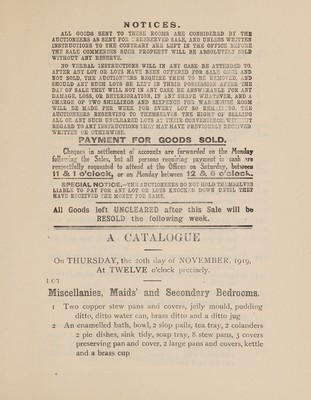 NOTICES.
ALL GOODS SENT TO THESE ROOMS ARE CONSIDERED BY THE
AUCTIONEERS AS SENT FOR UNRESERVED SALE, AND UNLESS WRITTEN
INSTRUCTIONS TO THE CONTRARY ARE LEFT IN THE OFFICE BEFORE
THE SALE COMMENCES SUCH PROPERTY WILL BE ABSOLUTELY SOLD
WITHOUT ANY RESERVE.
NO VERBAL INSTRUCTIONS WILL IN ANY CASE BE ATTENDED TO.
AFTER ANY LOT OR LOTS HAVE BEEN OFFERED FOR SALE ONCE AND
NOT SOLD, THE AUCTIONEERS REQUIRE THEM TO BE REMOVED, AND
SHOULD ANY SUCH LOTS BE LEFT IN THEIR POSSESSION AFTER THE
DAY OF SALE THEY WILL NOT IN ANY CASE BE ANSWERABLE FOR ANY
DAMAGE, LOSS, OR DETERIORATION, IN ANY SHAPE WHATEVER, AND A
CHARGE OF TWO SHILLINGS AND SIXPENCE FOR WAREHOUSE ROOM
WILL BE MADE PER WEEK FOR EVERY LOT SO REMAINING, THE
AUCTIONEERS RESERVING TO THEMSELVES THE RIGHT OF SELLING
ALL OR ANY SUCH UNCLEARED LOTS AT THEIR CONVENIENCE WITHOUT
REGARD TO ANY INSTRUCTIONS THEY MAY HAVE PREVIOUSLY RECEIVED
WRITTEN OR OTHERWISE.
PAYMENT FOR GOODS SOLD.
Cheques in settlement of accounts are forwarded on the Monday
following the Sales, but all persons requiring payment in cash are
respectfully requested to attend at the Offices on Saturday, between
11 & 1 o'clock, or on Monday between 12 & 5 o'clock.
SPECIAL NOTICE.—THE AUCTIONEERS DO NOT HOLD THEMSELVES
LIABLE TO PAY FOR ANY LOT OR LOTS KNOCKED DOWN UNTIL THEY
HAVE RECEIVED THE MONEY FOR SAME.
All Goods left UNCLEARED after this Sale will be
RESOLD the following week.
A CATALOGUE
On THURSDAY, the 20th day of NOVEMBER, 1919,
At TWELVE o'clock precisely.
LOT
Miscellanies, Maids' and Secondary Bedrooms.
1 Two copper stew pans and covers, jelly mould, pudding
ditto, ditto water can, brass ditto and a ditto jug
2 An enamelled bath, bowl, 2 slop pails, tea tray, 2 colanders
2 pie dishes, sink tidy, soap tray, 8 stew pans, 3 covers
preserving pan and cover, 2 large pans and covers, kettle
and a brass cup